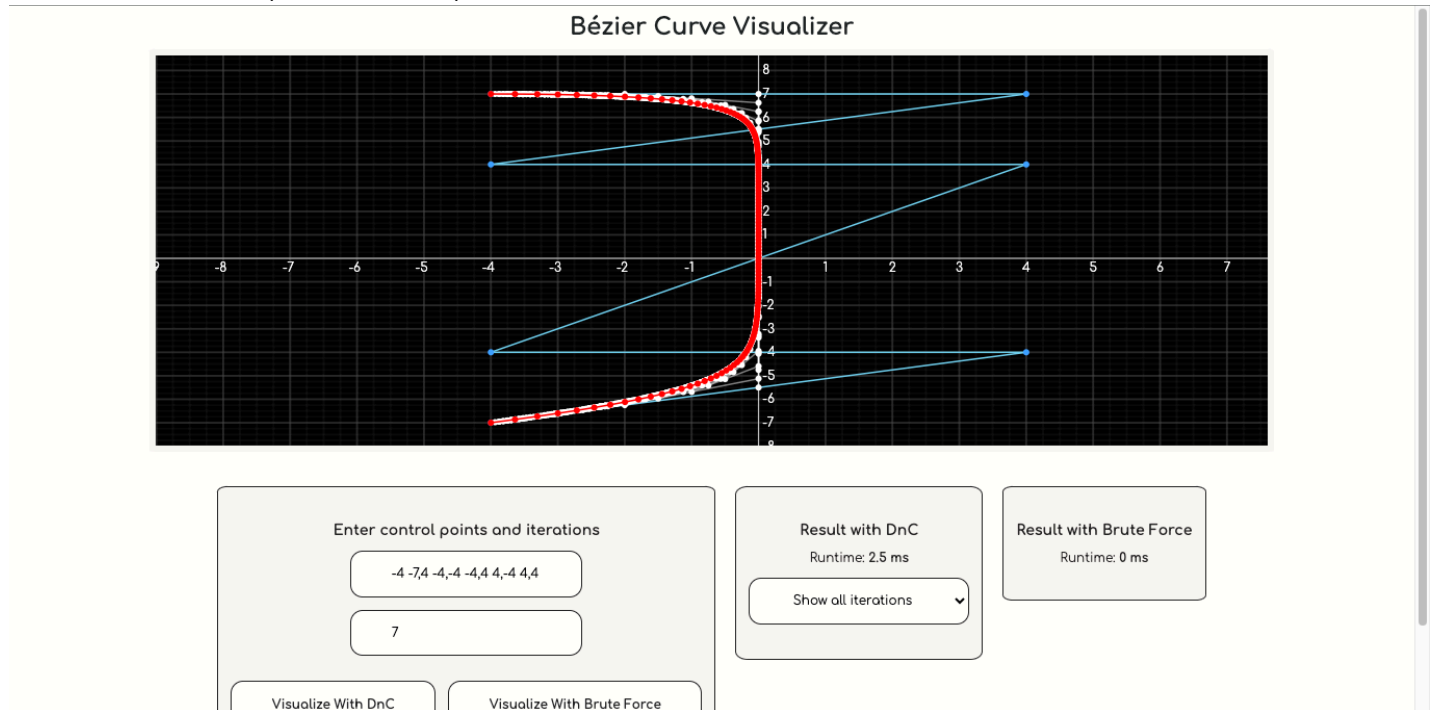 Bézier Curve Visualizer
8
7
6
5
4
3
2
1
-8 -7 -6 -5 -4 -3 -2 -1 1 2 3 4 5 6 7
-1
-2
-3
-4
-5
-6
-7
Enter control points and iterations
-4 -7,4 -4,-4 -4,4 4,-4 4,4
7
Visualize With DnC
Visualize With Brute Force
Result with DnC
Runtime: 2.5 ms
Show all iterations
Result with Brute Force
Runtime: 0 ms